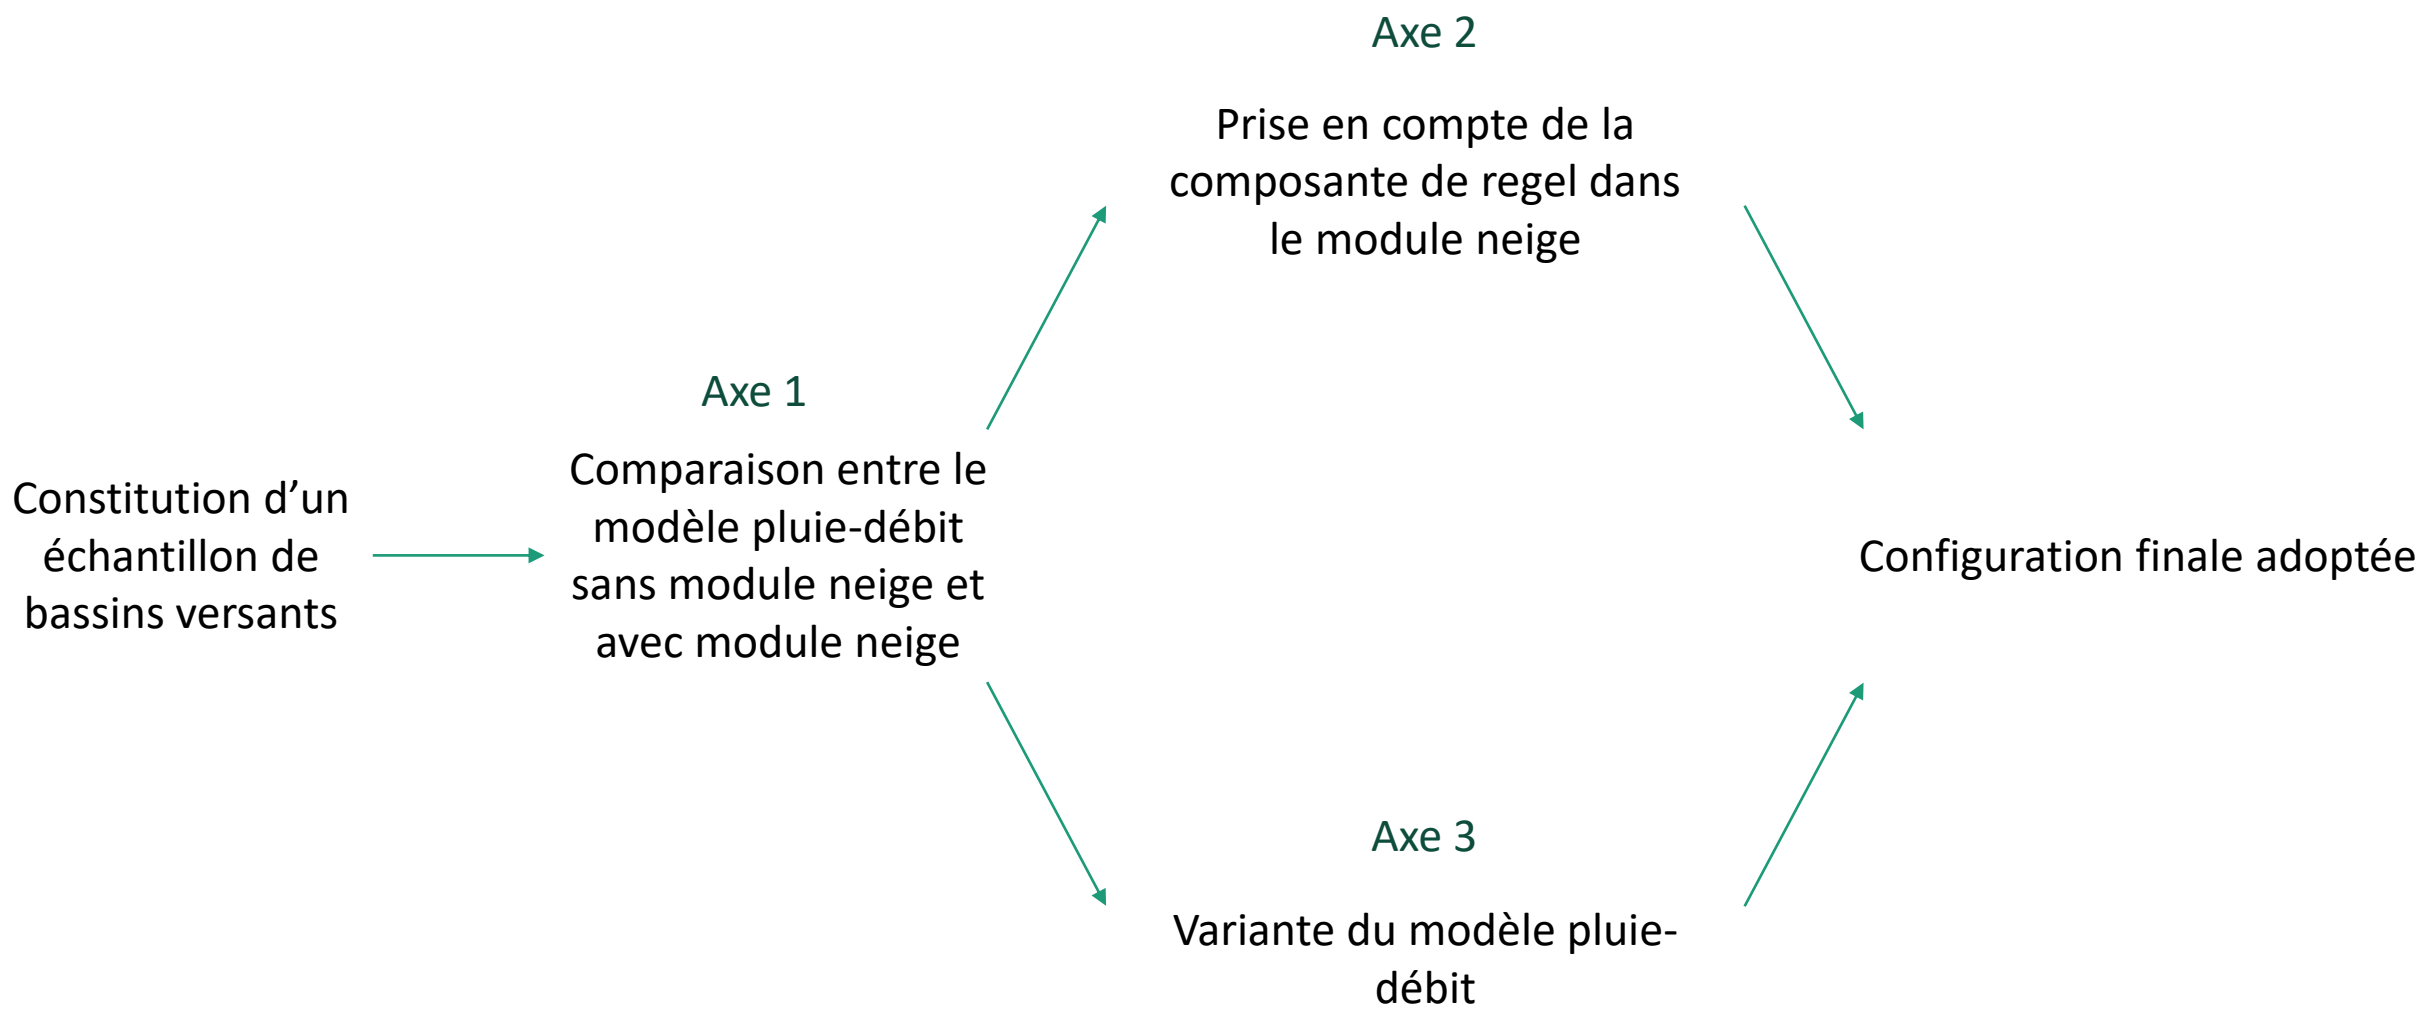 Constitution d’un
échantillon de
bassins versants
Axe 1
Comparaison entre le
modèle pluie-débit
sans module neige et
avec module neige
Axe 2
Prise en compte de la
composante de regel dans
le module neige
Axe 3
Variante du modèle pluie-
débit
Configuration finale adoptée